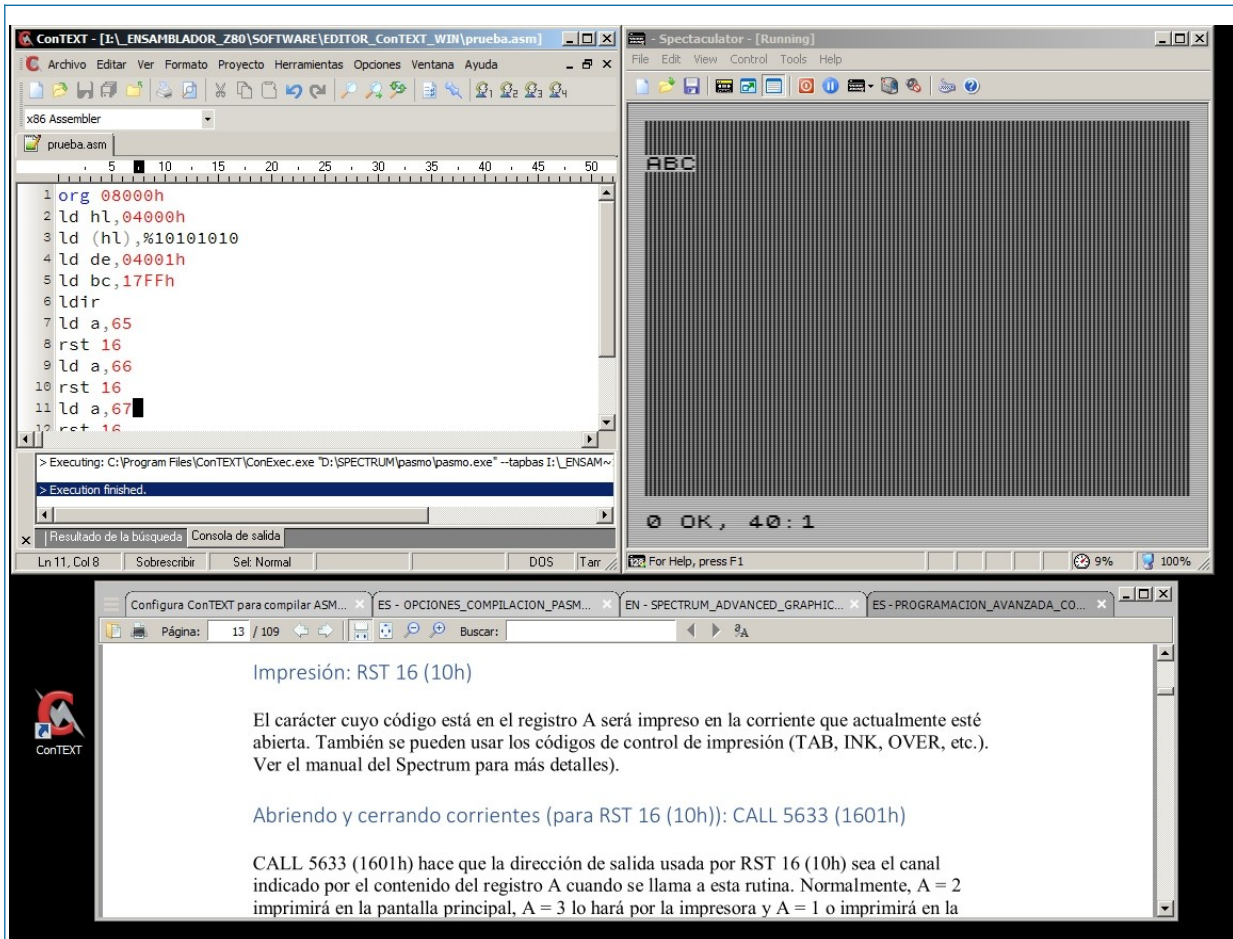 ConTEXT - [I:\_ENSAMBLADOR_Z80\SOFTWARE\EDITOR_ConTEXT_WIN\prueba.asm]
Archivo Editar Ver Formato Proyecto Herramientas Opciones Ventana Ayuda
x86 Assembler
prueba.asm
5 10 15 20 25 30 35 40 45 50
1 org 08000h
2 ld hl,04000h
3 ld (hl),%10101010
4 ld de,04001h
5 ld bc,17FFh
6 ldir
7 ld a,65
8 rst 16
9 ld a,66
10 rst 16
11 ld a,67
12 rst 16
> Executing: C:\Program Files\ConTEXT\ConExec.exe "D:\SPECTRUM\pasmo\pasmo.exe" --tapbas I:\_ENSAM~
> Execution finished.
Resultado de la búsqueda Consola de salida
Ln 11, Col 8 Sobrescribir Sel: Normal DOS Tarr
- Spectaculator - [Running]
File Edit View Control Tools Help
ABC
0 OK, 40:1
For Help, press F1 9% 100%
ConTEXT
Configura ConTEXT para compilar ASM... ES - OPCIONES_COMPILACION_PASM... EN - SPECTRUM_ADVANCED_GRAPHIC... ES - PROGRAMACION_AVANZADA_CO...
Página: 13 / 109 Buscar:
Impresión: RST 16 (10h)
El carácter cuyo código está en el registro A será impreso en la corriente que actualmente esté
abierta. También se pueden usar los códigos de control de impresión (TAB, INK, OVER, etc.).
Ver el manual del Spectrum para más detalles).
Abriendo y cerrando corrientes (para RST 16 (10h)): CALL 5633 (1601h)
CALL 5633 (1601h) hace que la dirección de salida usada por RST 16 (10h) sea el canal
indicado por el contenido del registro A cuando se llama a esta rutina. Normalmente, A = 2
imprimirá en la pantalla principal, A = 3 lo hará por la impresora y A = 1 o imprimirá en la